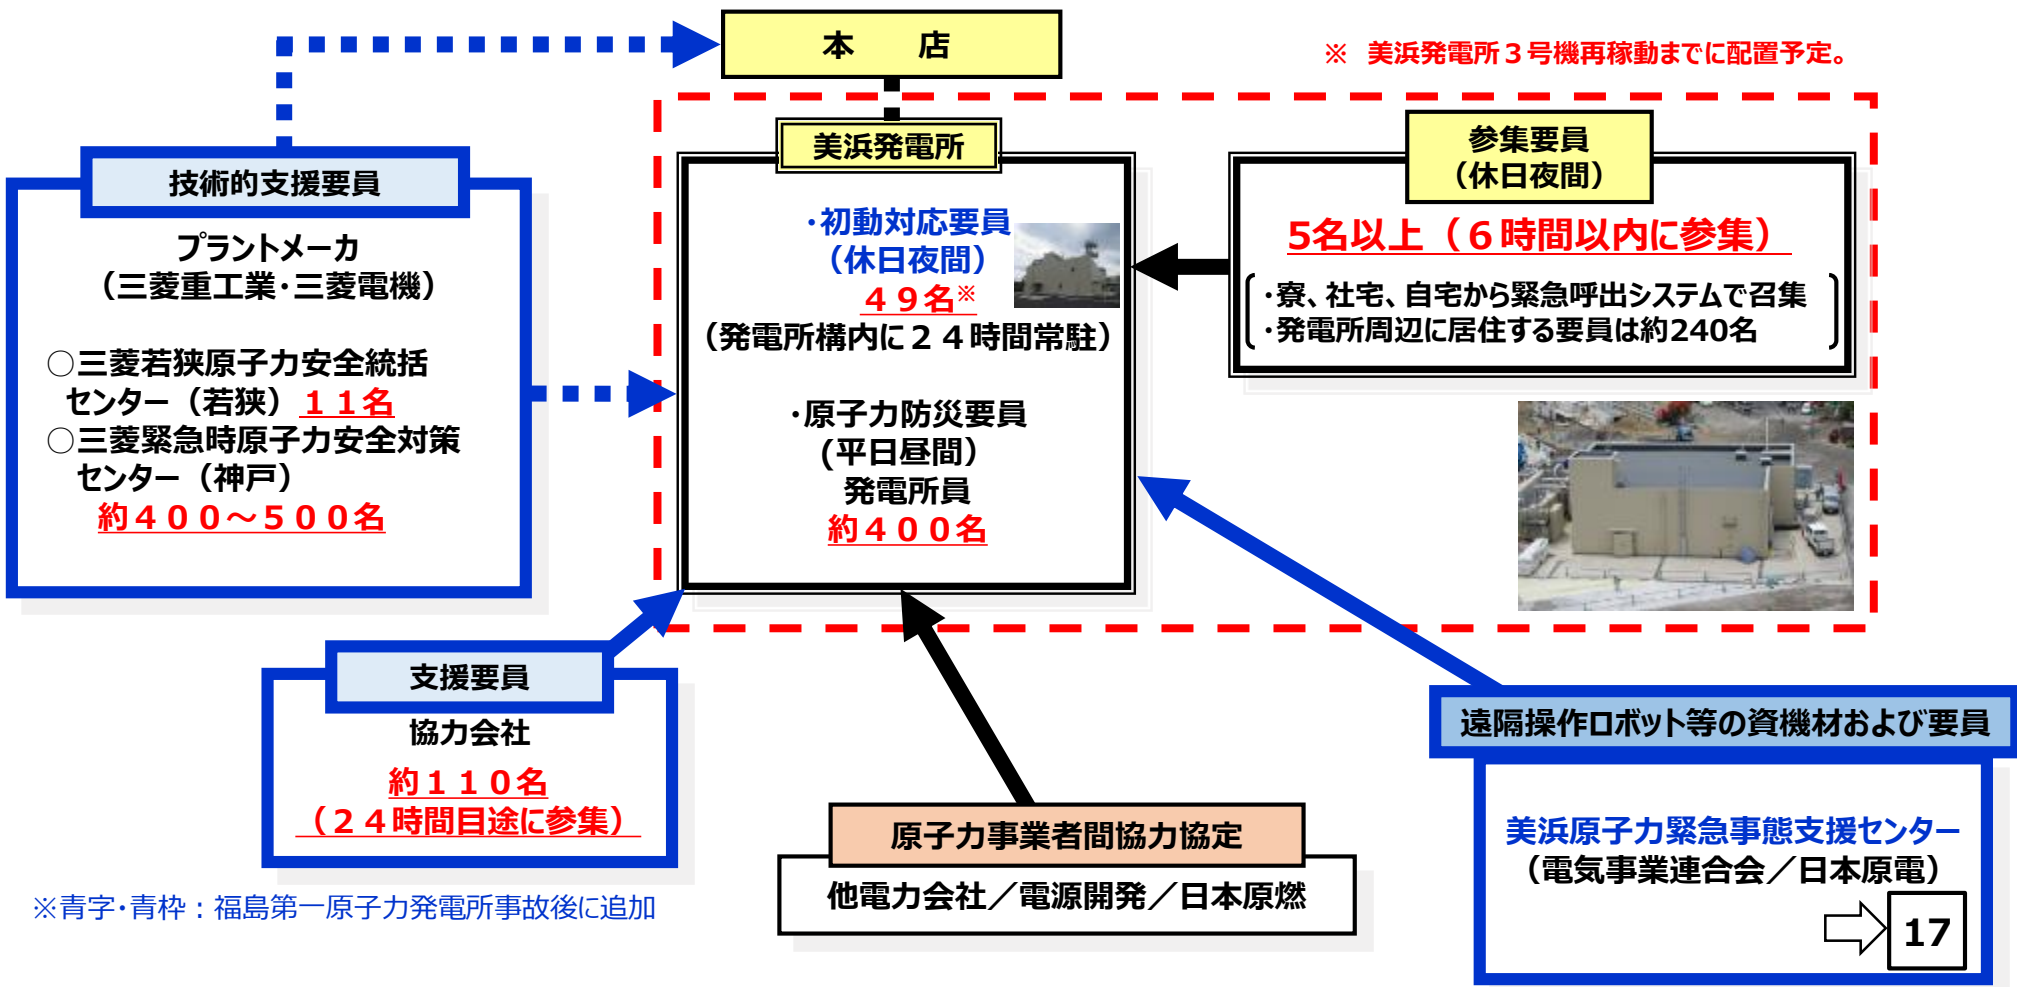 本　店
※　美浜発電所３号機再稼動までに配置予定。
美浜発電所
・初動対応要員
（休日夜間）
４９名※
（発電所構内に２４時間常駐）
・原子力防災要員
(平日昼間）
発電所員
約４００名
参集要員
（休日夜間）
5名以上（６時間以内に参集）
・寮、社宅、自宅から緊急呼出システムで召集
・発電所周辺に居住する要員は約240名
技術的支援要員
プラントメーカ
（三菱重工業・三菱電機）
○三菱若狭原子力安全統括
センター（若狭）１１名
○三菱緊急時原子力安全対策
センター（神戸）
約４００～５００名
支援要員
協力会社
約１１０名
（２４時間目途に参集）
原子力事業者間協力協定
他電力会社／電源開発／日本原燃
遠隔操作ロボット等の資機材および要員
美浜原子力緊急事態支援センター
（電気事業連合会／日本原電）
17
※青字・青枠：福島第一原子力発電所事故後に追加